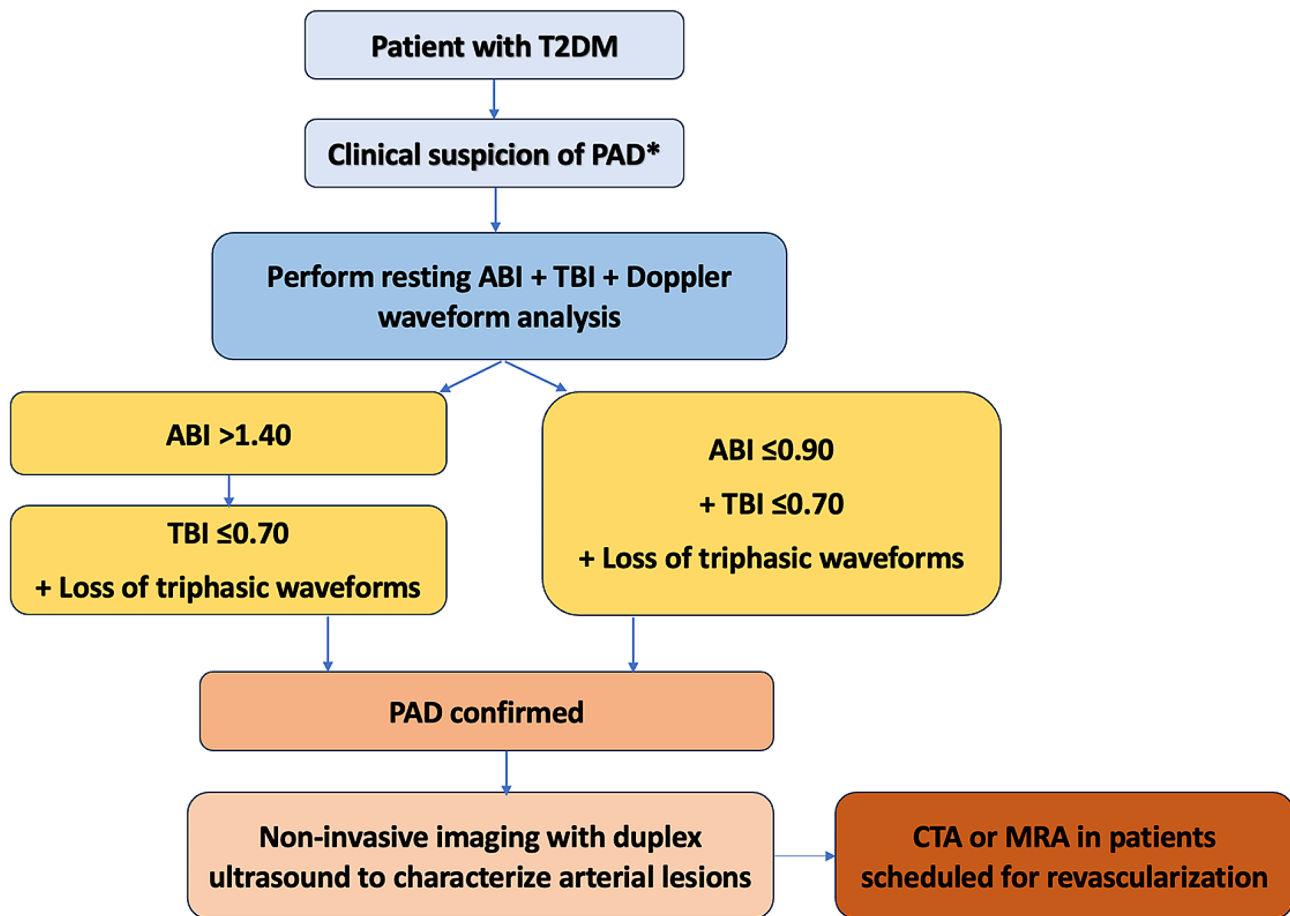 Patient with T2DM
Clinical suspicion of PAD*
Perform resting ABI + TBI + Doppler
waveform analysis
ABI >1.40
TBI ≤0.70
+ Loss of triphasic waveforms
ABI ≤0.90
+ TBI ≤0.70
+ Loss of triphasic waveforms
PAD confirmed
Non-invasive imaging with duplex
ultrasound to characterize arterial lesions
CTA or MRA in patients
scheduled for revascularization